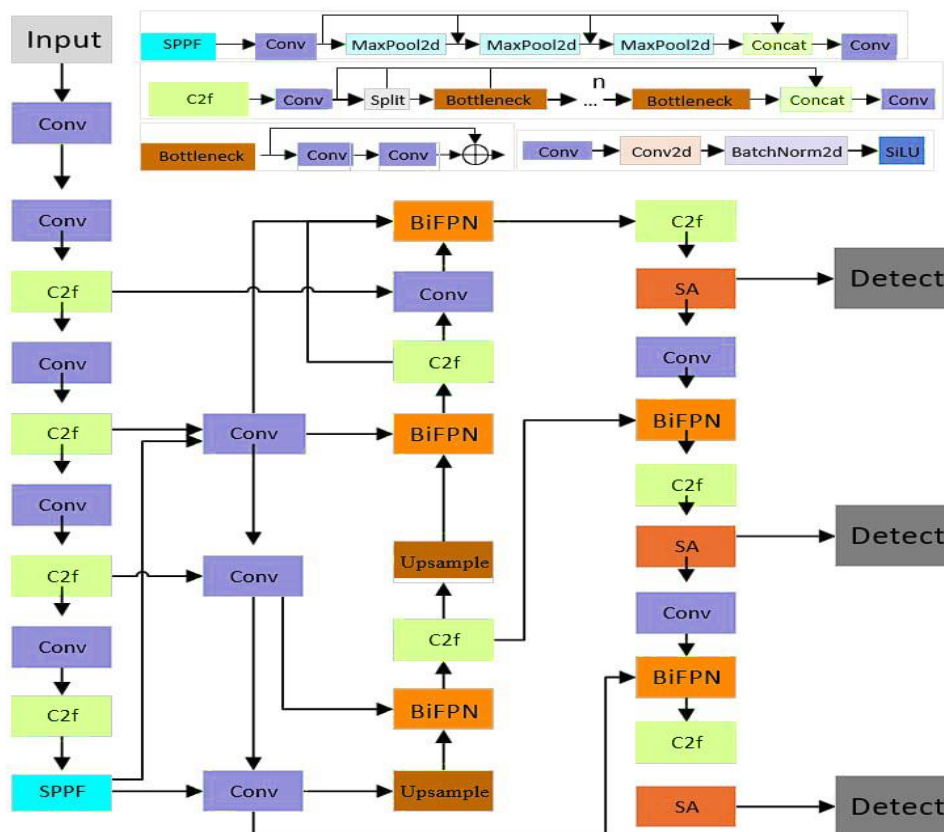 Input
SPPF Conv MaxPool2d MaxPool2d MaxPool2d Concat Conv
n
C2f Conv Split Bottleneck ... Bottleneck Concat Conv
Bottleneck Conv Conv
Conv Conv2d BatchNorm2d SiLU
Conv
Conv
C2f
Conv
C2f
Conv
C2f
Conv
C2f
SPPF
Conv
Conv
Conv
BiFPN
Conv
C2f
BiFPN
Upsample
C2f
BiFPN
Upsample
C2f
SA
Conv
BiFPN
C2f
SA
Conv
BiFPN
C2f
SA
Detect
Detect
Detect